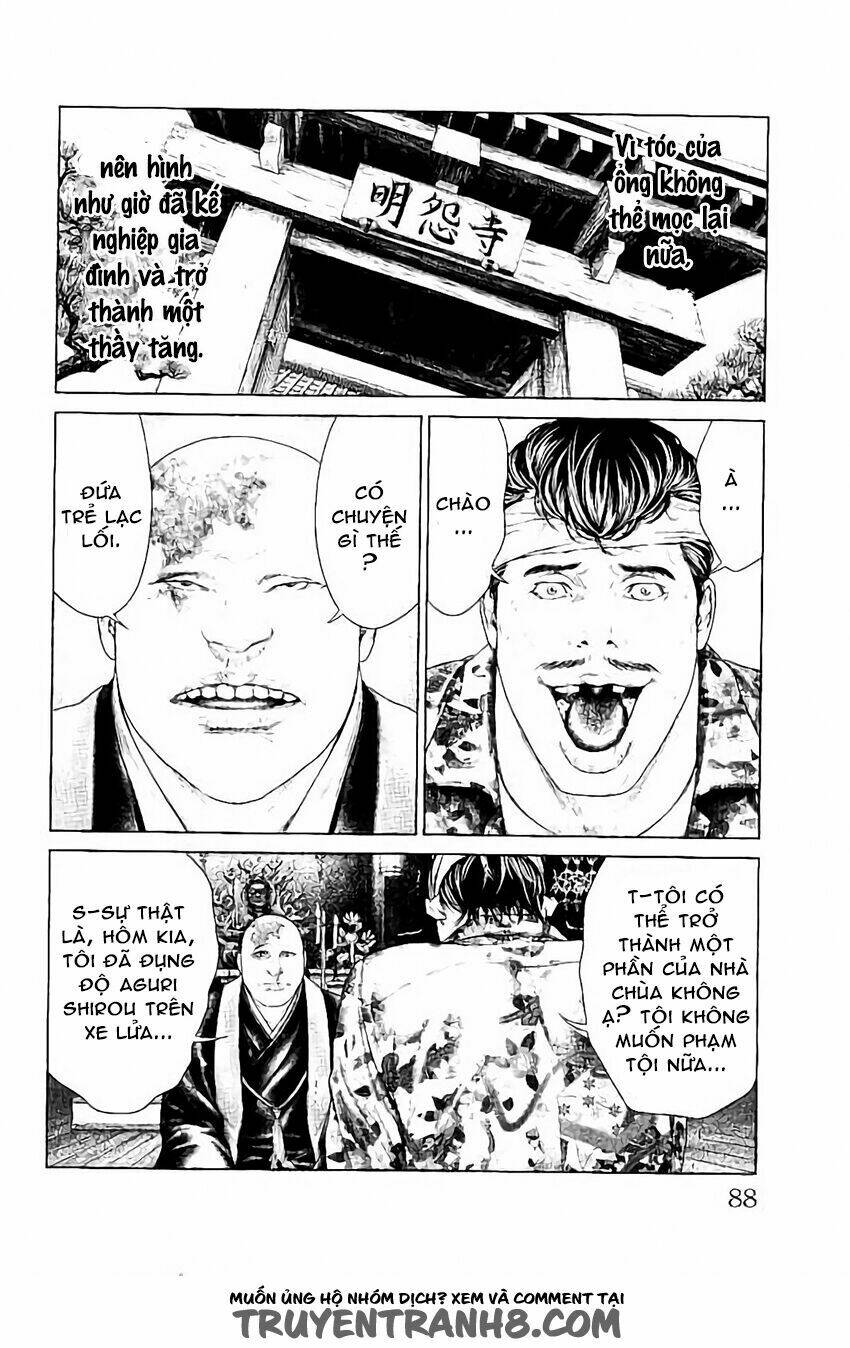 Vì tóc của
ổng không
thể mọc lại
nữa,
nên hình
như giờ đã kế
nghiệp gia
đình và trở
thành một
thầy tăng.
明怨寺
À
...
CHÀO
...
CÓ
CHUYỆN
GÌ THẾ
?
ĐỨA
TRẺ LẠC
LỐI.
T-TÔI CÓ
THỂ TRỞ
THÀNH MỘT
PHẦN CỦA NHÀ
CHÙA KHÔNG
Ạ? TÔI KHÔNG
MUỐN PHẠM
TỘI NỮA...
S-SỰ THẬT
LÀ, HÔM KIA,
TÔI ĐÃ ĐỤNG
ĐỘ AGURI
SHIROU TRÊN
XE LỬA...
88
MUỐN ỦNG HỘ NHÓM DỊCH? XEM VÀ COMMENT TẠI
TRUYENTRANH8.COM